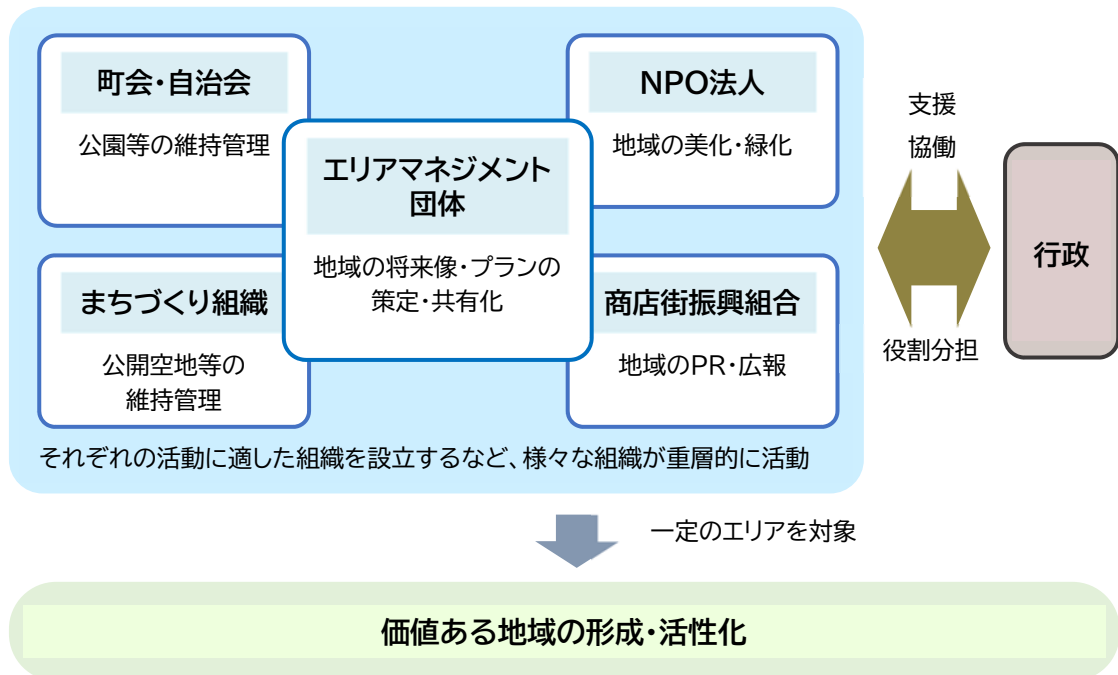 町会・自治会
公園等の維持管理
NPO法人
地域の美化・緑化
エリアマネジメント
団体
地域の将来像・プランの
策定・共有化
まちづくり組織
公開空地等の
維持管理
商店街振興組合
地域のPR・広報
それぞれの活動に適した組織を設立するなど、様々な組織が重層的に活動
支援
協働
役割分担
行政
一定のエリアを対象
価値ある地域の形成・活性化